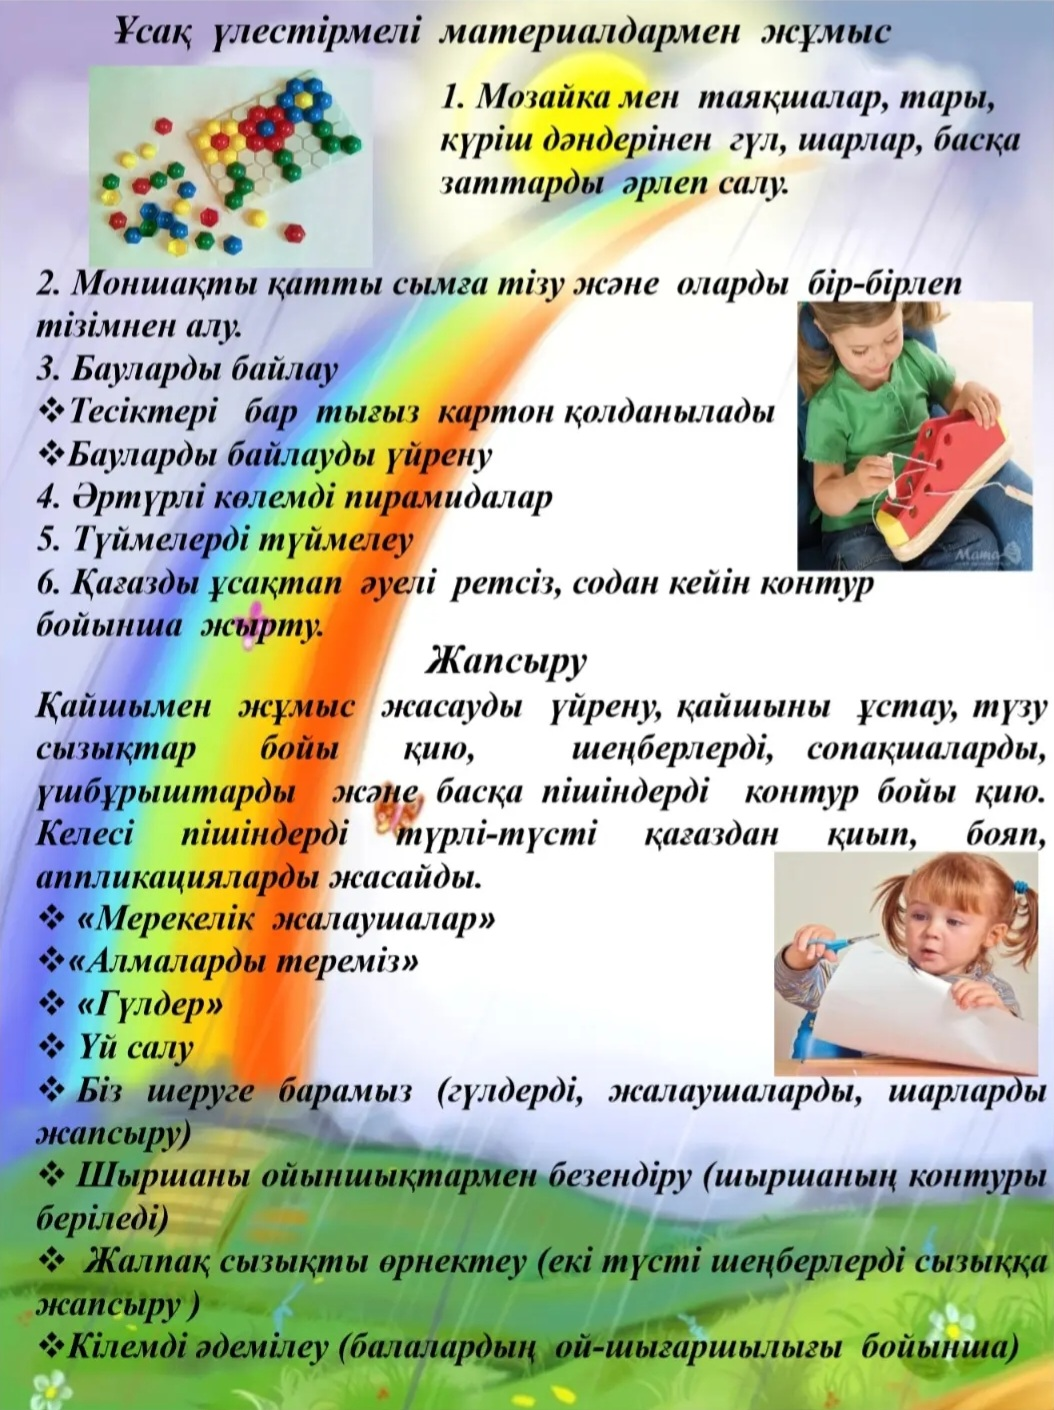 Ұсақ үлестірмелі материалдармен жұмыс
1. Мозайка мен таяқшалар, тары,
күріш дәндерінен гүл, шарлар, басқа
заттарды әрлеп салу.
2. Моншақты қатты сымға тізу және оларды бір-бірлеп
тізімнен алу.
3. Бауларды байлау
❖Тесіктері бар тығыз картон қолданылады
❖Бауларды байлауды үйрену
4. Әртүрлі көлемді пирамидалар
5. Түймелерді түймелеу
6. Қағазды ұсақтап әуелі ретсіз, содан кейін контур
бойынша жырту.
Mama
Жапсыру
Қайшымен жұмыс жасауды үйрену, қайшыны ұстау, түзу
сызықтар бойы қию, шеңберлерді, сопақшаларды,
үшбұрыштарды және басқа пішіндерді контур бойы қию.
Келесі пішіндерді түрлі-түсті қағаздан қиып, бояп,
аппликацияларды жасайды.
❖ «Мерекелік жалаушалар»
❖«Алмаларды тереміз»
❖ «Гүлдер»
❖ Үй салу
❖ Біз шеруге барамыз (гүлдерді, жалаушаларды, шарларды
жапсыру)
❖ Шыршаны ойыншықтармен безендіру (шыршаның контуры
беріледі)
❖ Жалпақ сызықты өрнектеу (екі түсті шеңберлерді сызыққа
жапсыру )
❖Кілемді әдемілеу (балалардың ой-шығаршылығы бойынша)